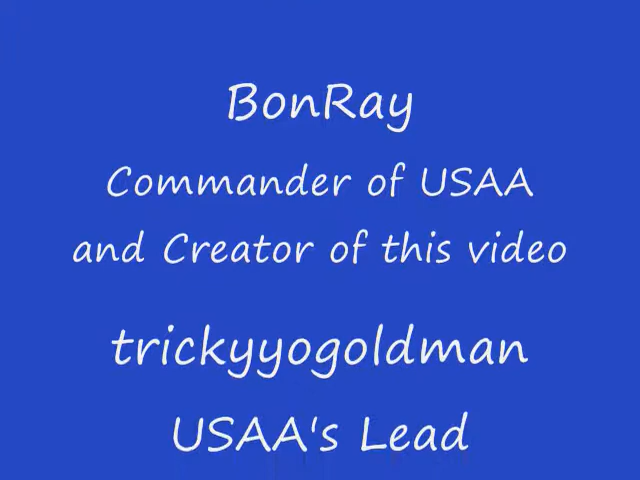 BonRay
Commander of USAA
and Creator of this video
trickyyogoldman
USAA's Lead